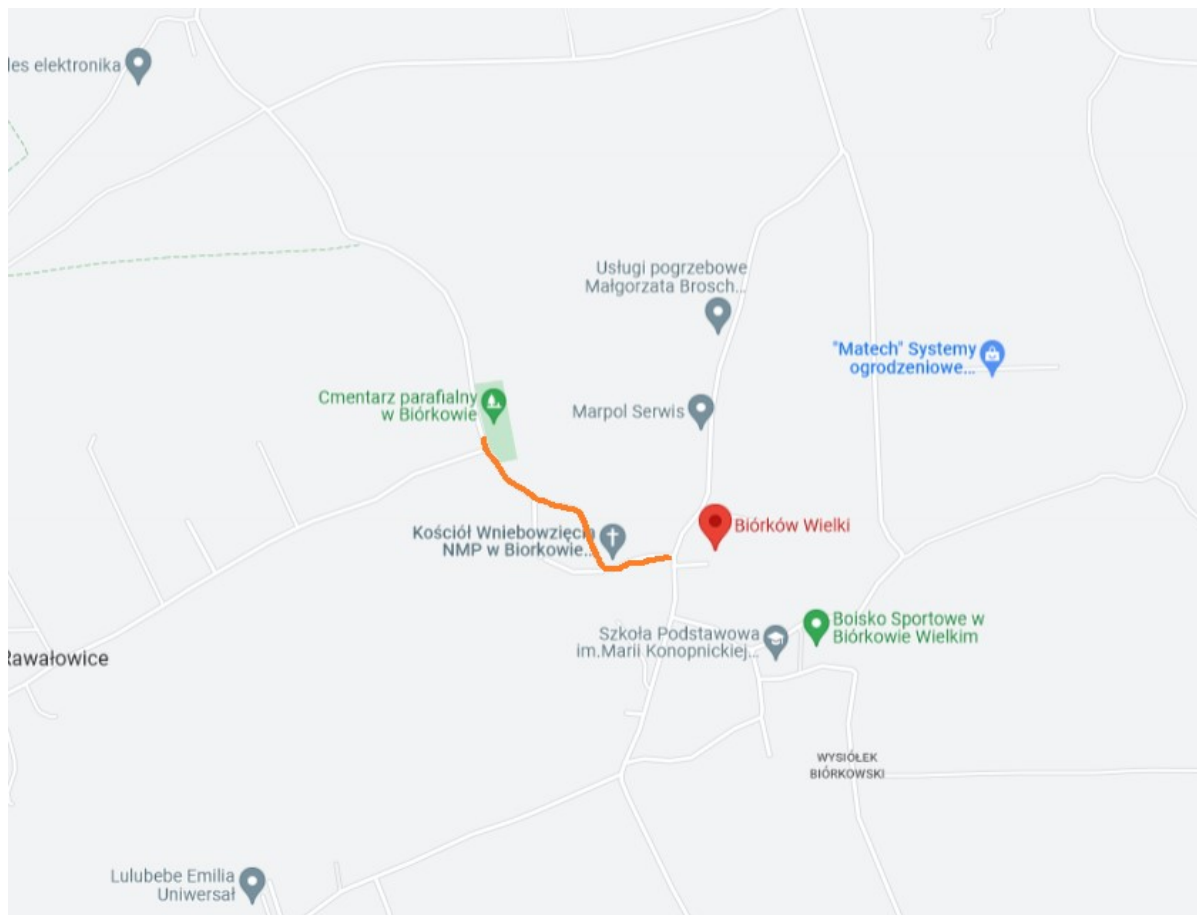 les elektronika
Usługi pogrzebowe
Małgorzata Brosch...
"Matech" Systemy
ogrodzeniowe...
Cmentarz parafialny
w Biórkowie
Marpol Serwis
Biórków Wielki
Kościół Wniebowzięcia
NMP w Biorkowie...
Szkoła Podstawowa
im.Marii Konopnickiej...
Boisko Sportowe w
Biórkowie Wielkim
Rawałowice
WYSIÓŁEK
BIÓRKOWSKI
Lulubebe Emilia
Uniwersał